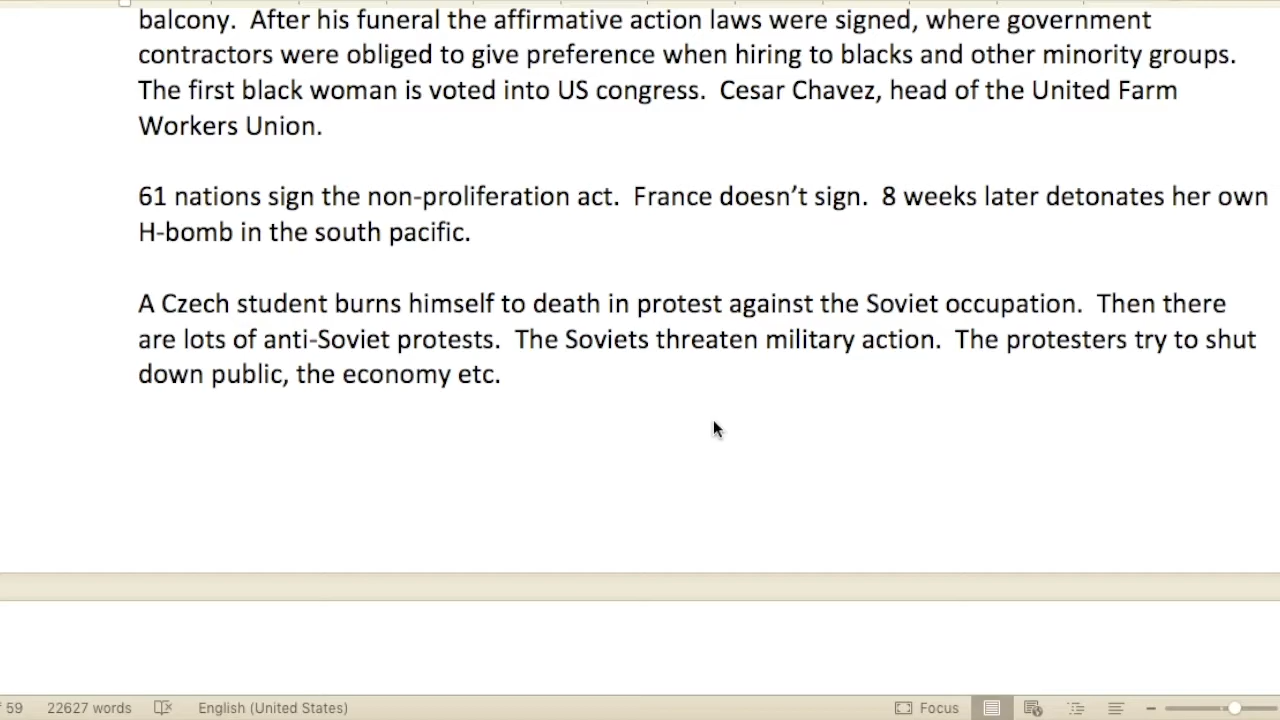 balcony.  After his funeral the affirmative action laws were signed, where government
contractors were obliged to give preference when hiring to blacks and other minority groups.
The first black woman is voted into US congress.  Cesar Chavez, head of the United Farm
Workers Union.
61 nations sign the non-proliferation act.  France doesn’t sign.  8 weeks later detonates her own
H-bomb in the south pacific.
A Czech student burns himself to death in protest against the Soviet occupation.  Then there
are lots of anti-Soviet protests.  The Soviets threaten military action.  The protesters try to shut
down public, the economy etc.
59 22627 words English (United States) Focus